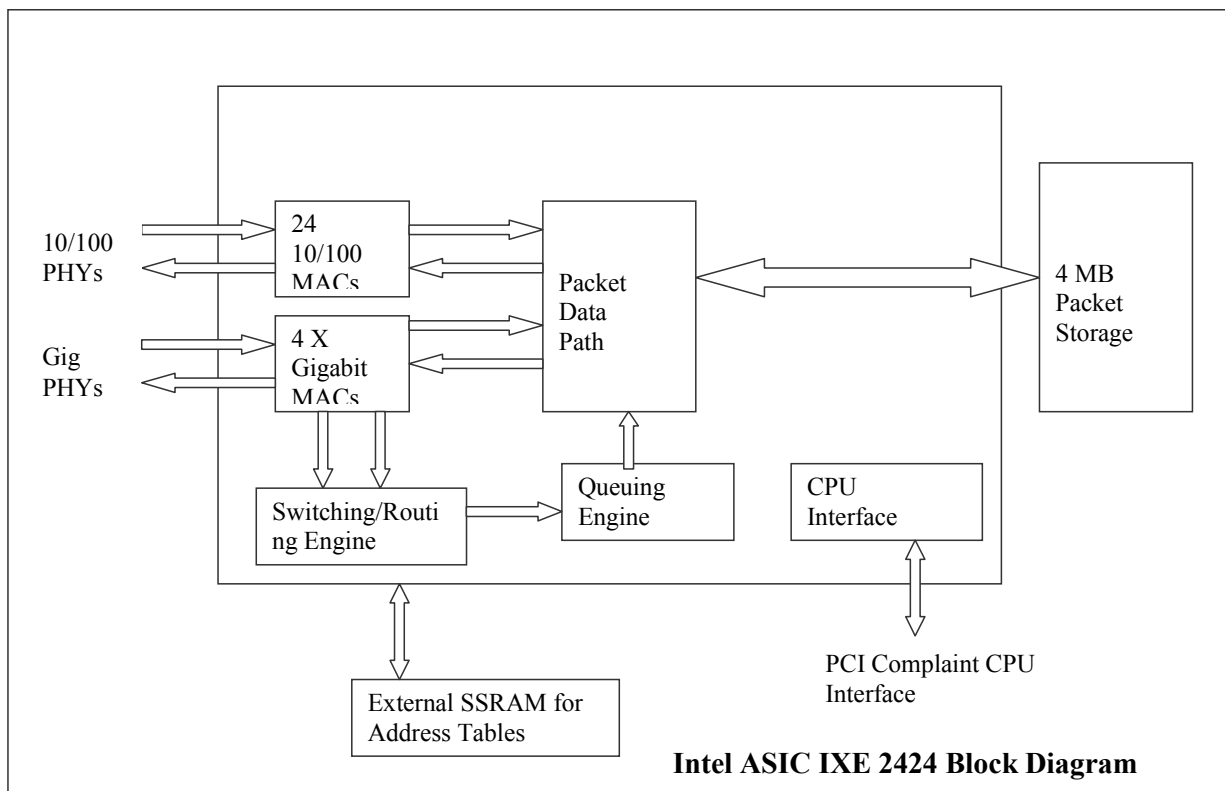 24
10/100
MACs
10/100
PHYs
4 X
Gigabit
MACs
Gig
PHYs
Packet
Data
Path
4 MB
Packet
Storage
Switching/Routi
ng Engine
Queuing
Engine
CPU
Interface
External SSRAM for
Address Tables
PCI Complaint CPU
Interface
Intel ASIC IXE 2424 Block Diagram